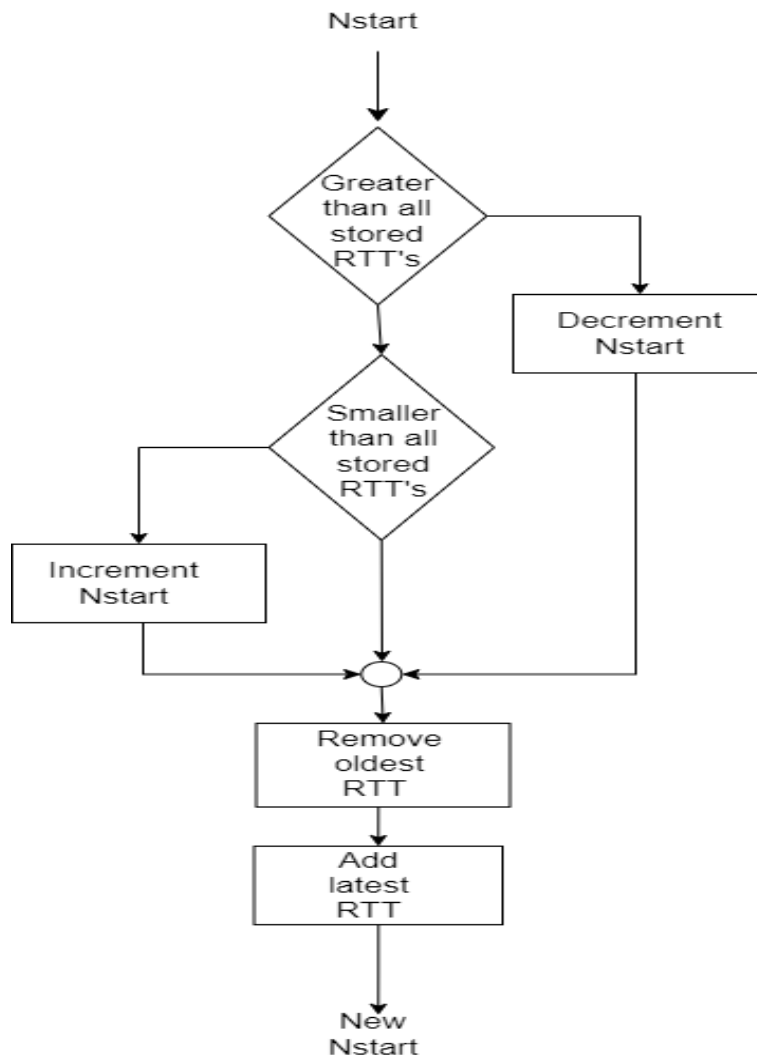 Nstart
Greater
than all
stored
RTT's
Decrement
Nstart
Smaller
than all
stored
RTT's
Increment
Nstart
Remove
oldest
RTT
Add
latest
RTT
New
Nstart